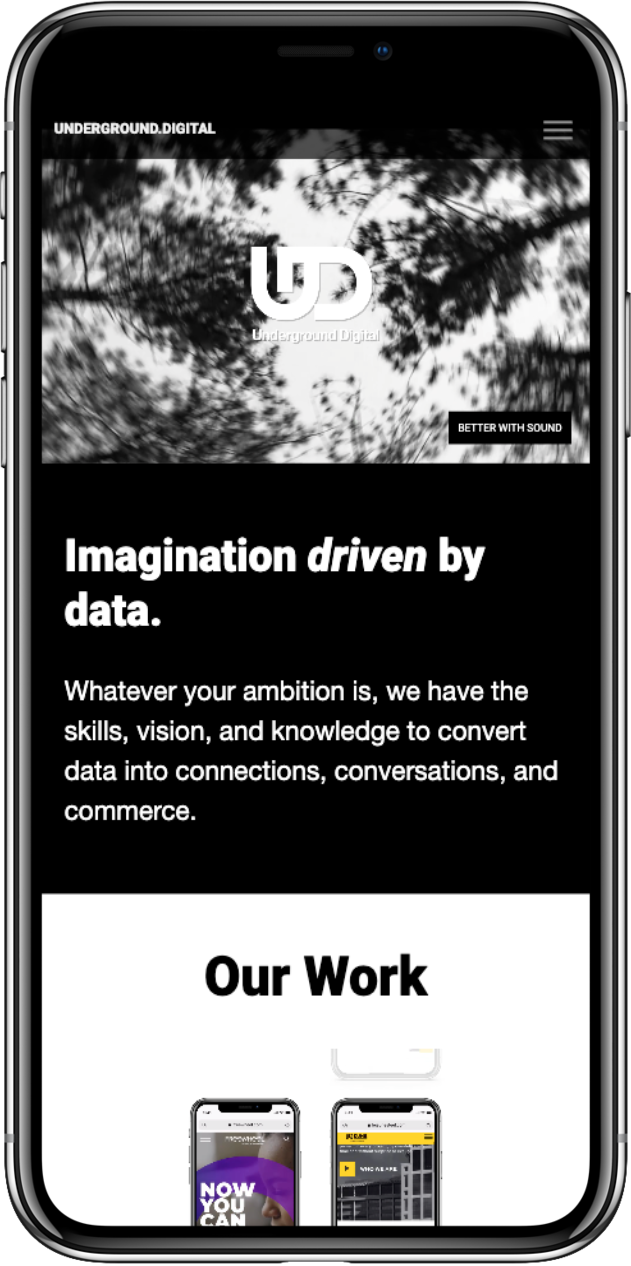 UNDERGROUND.DIGITAL
UD
Underground Digital
BETTER WITH SOUND
Imagination driven by
data.
Whatever your ambition is, we have the
skills, vision, and knowledge to convert
data into connections, conversations, and
commerce.
Our Work
WHO WE ARE
NOW
YOU
CAN